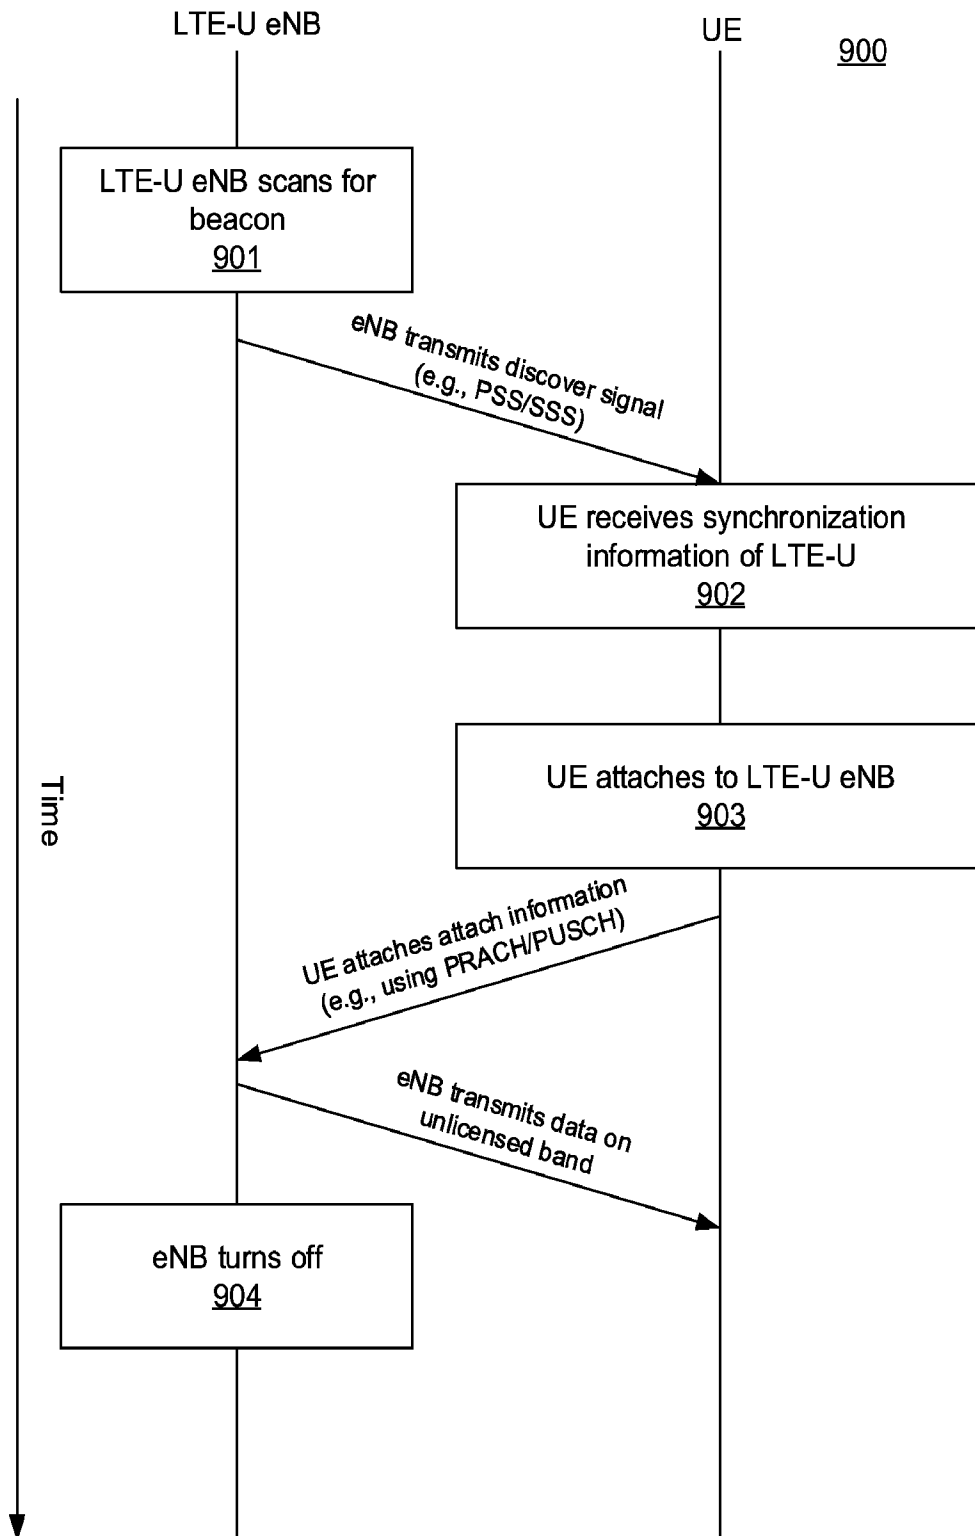 LTE-U eNB
UE
900
LTE-U eNB scans for
beacon
901
eNB transmits discover signal
(e.g., PSS/SSS)
UE receives synchronization
information of LTE-U
902
UE attaches to LTE-U eNB
903
Time
UE attaches attach information
(e.g., using PRACH/PUSCH)
eNB transmits data on
unlicensed band
eNB turns off
904